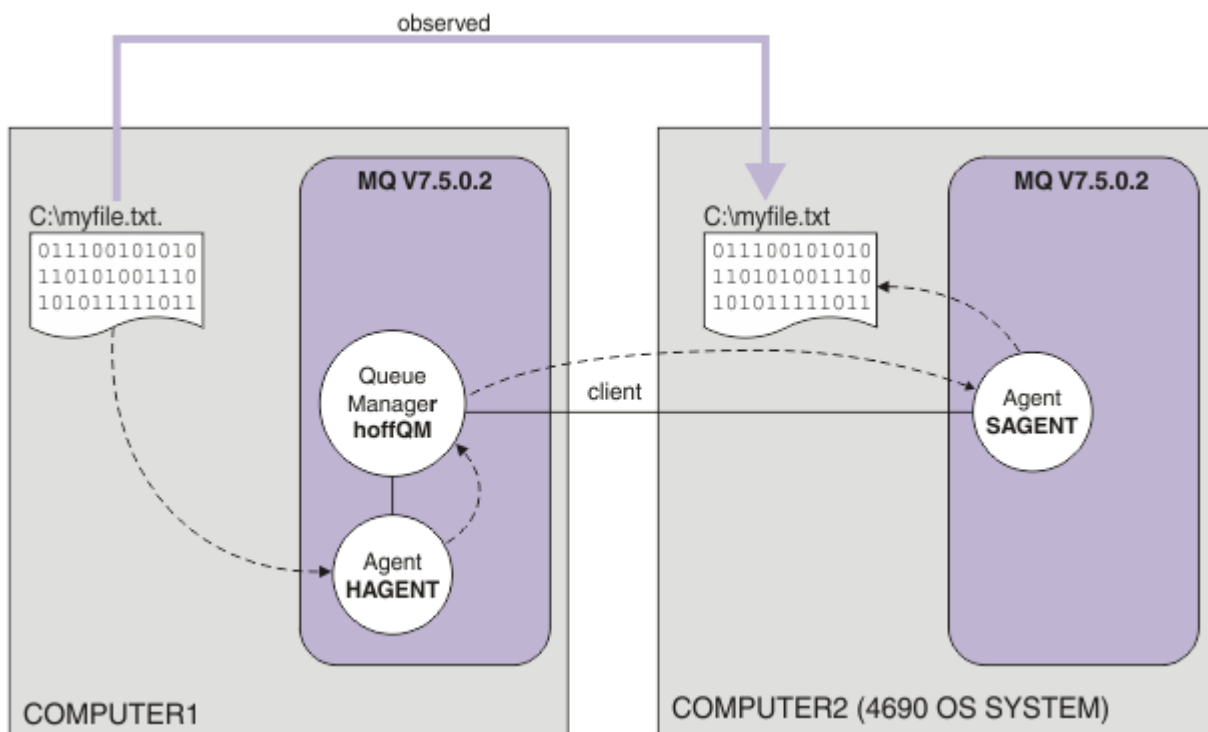 observed
MQ V7.5.0.2
C:\myfile.txt.
011100101010
110101001110
101011111011
Queue
Manager
hoffQM
Agent
HAGENT
COMPUTER1
client
MQ V7.5.0.2
C:\myfile.txt
011100101010
110101001110
101011111011
Agent
SAGENT
COMPUTER2 (4690 OS SYSTEM)